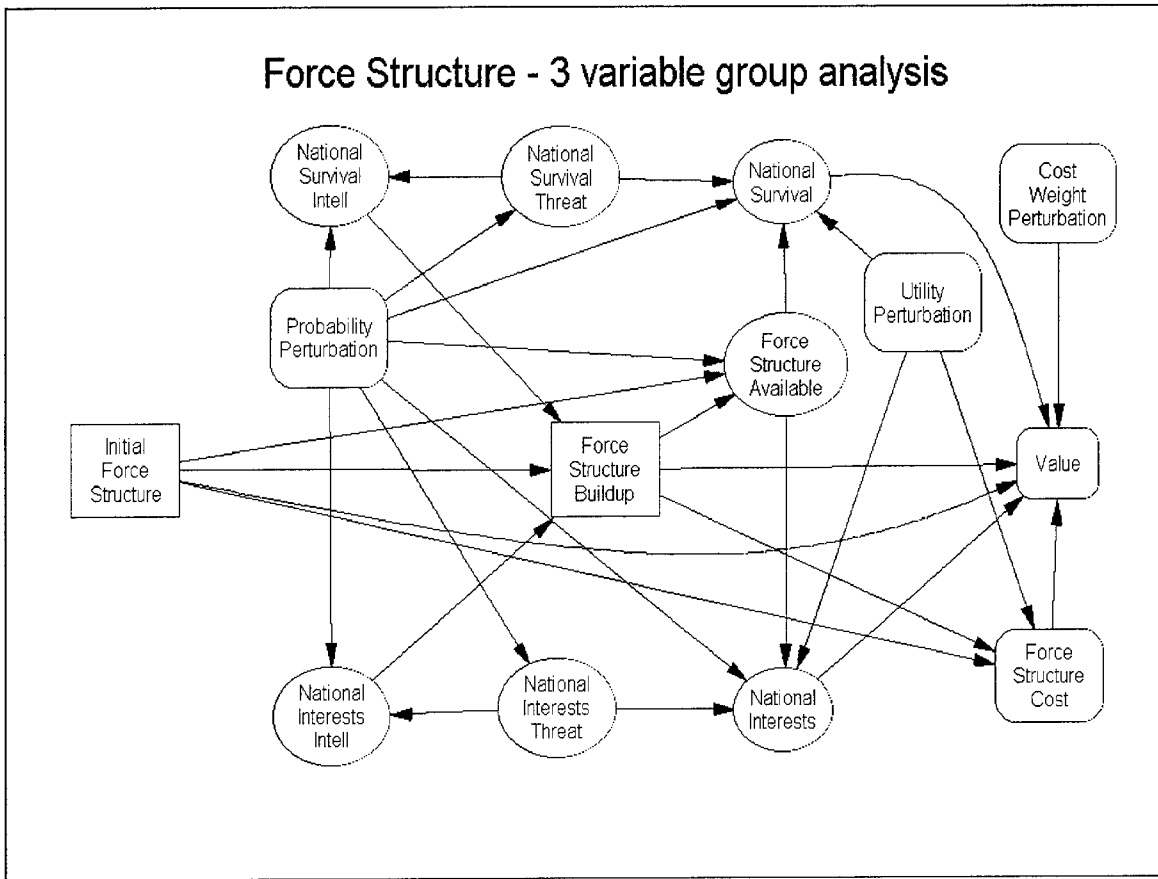 Force Structure - 3 variable group analysis
National
Survival
Intell
National
Survival
Threat
National
Survival
Cost
Weight
Perturbation
Probability
Perturbation
Utility
Perturbation
Force
Structure
Available
Initial
Force
Structure
Force
Structure
Buildup
Value
National
Interests
Intell
National
Interests
Threat
National
Interests
Force
Structure
Cost